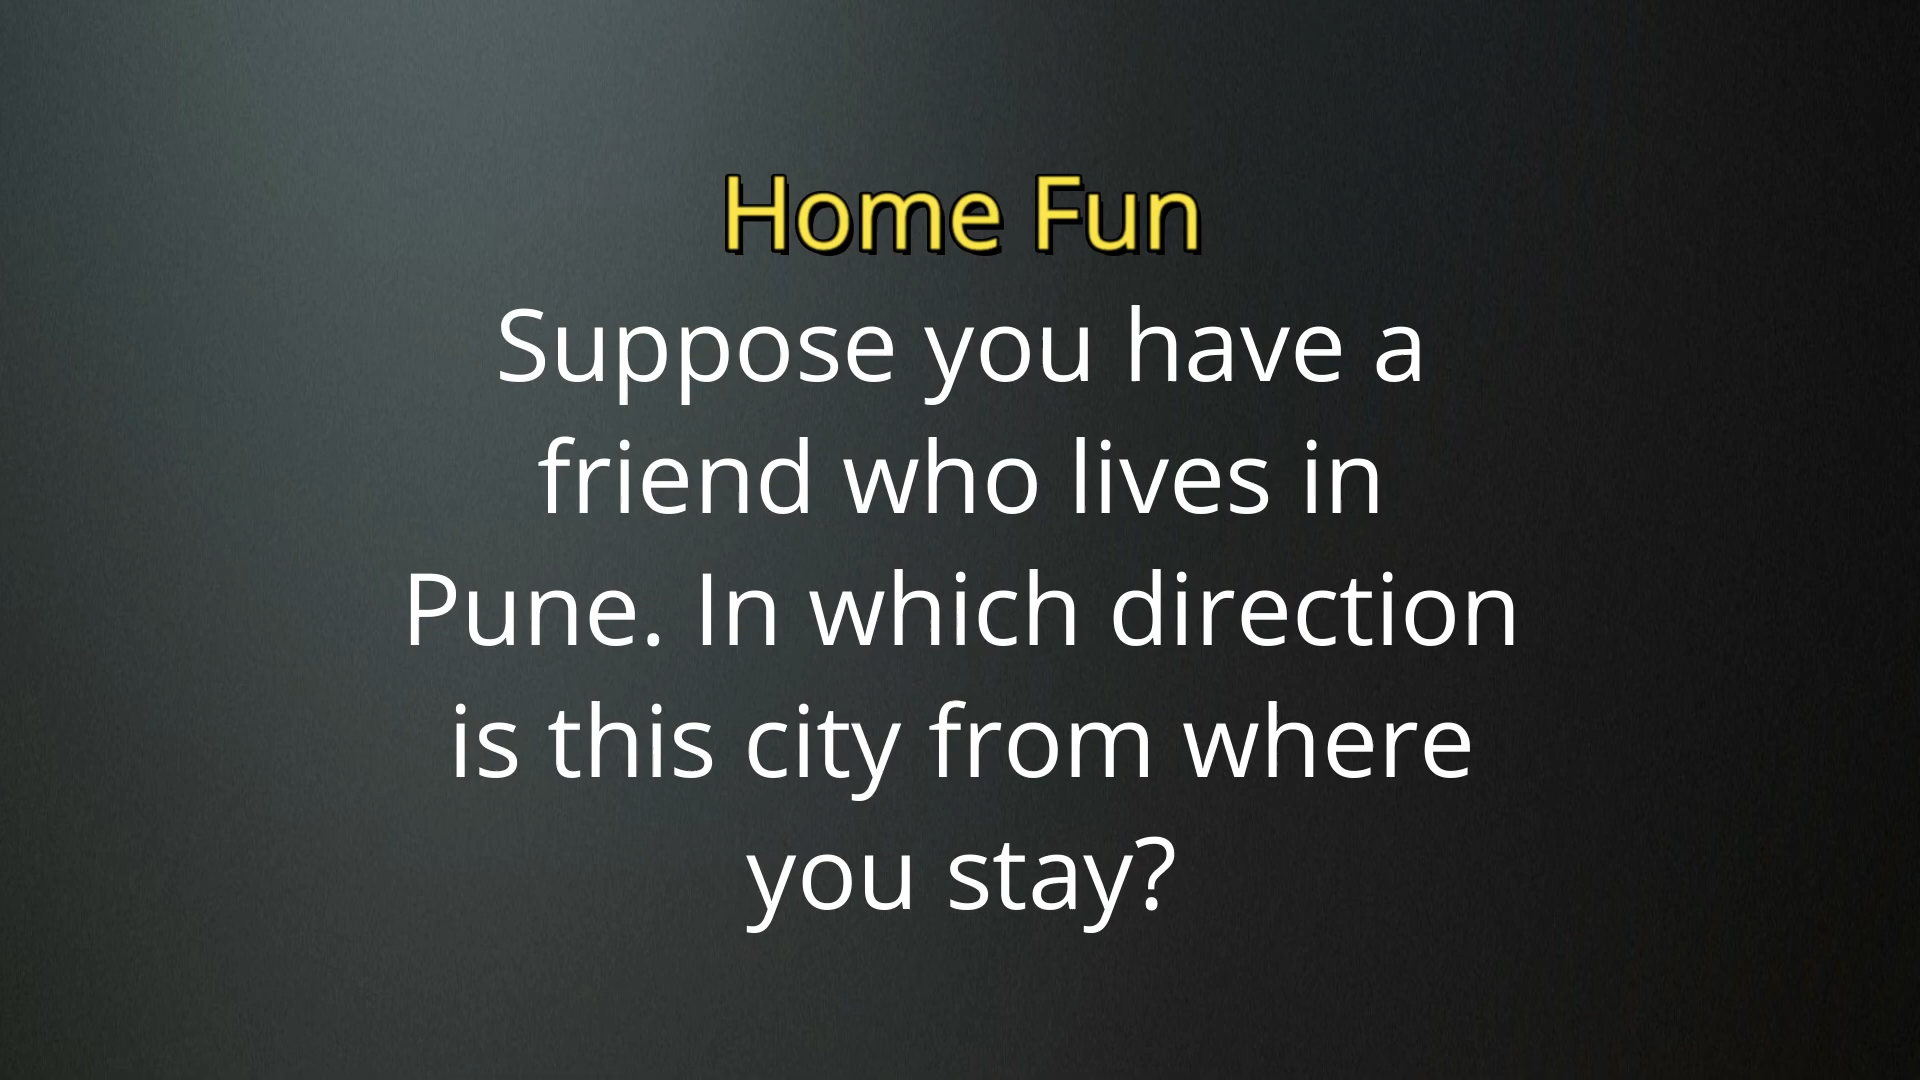 Home Fun
Suppose you have a
friend who lives in
Pune. In which direction
is this city from where
you stay?